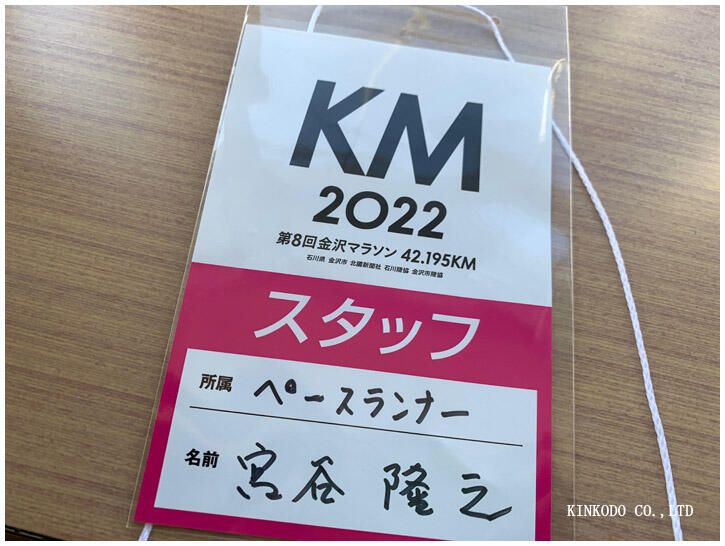 KM
2022
第8回金沢マラソン 42.195KM
石川県 金沢市 北國新聞社 石川陸協 金沢市陸協
スタッフ
所属 ペースランナー
名前 宮谷 隆之
KINKODO CO.,LTD